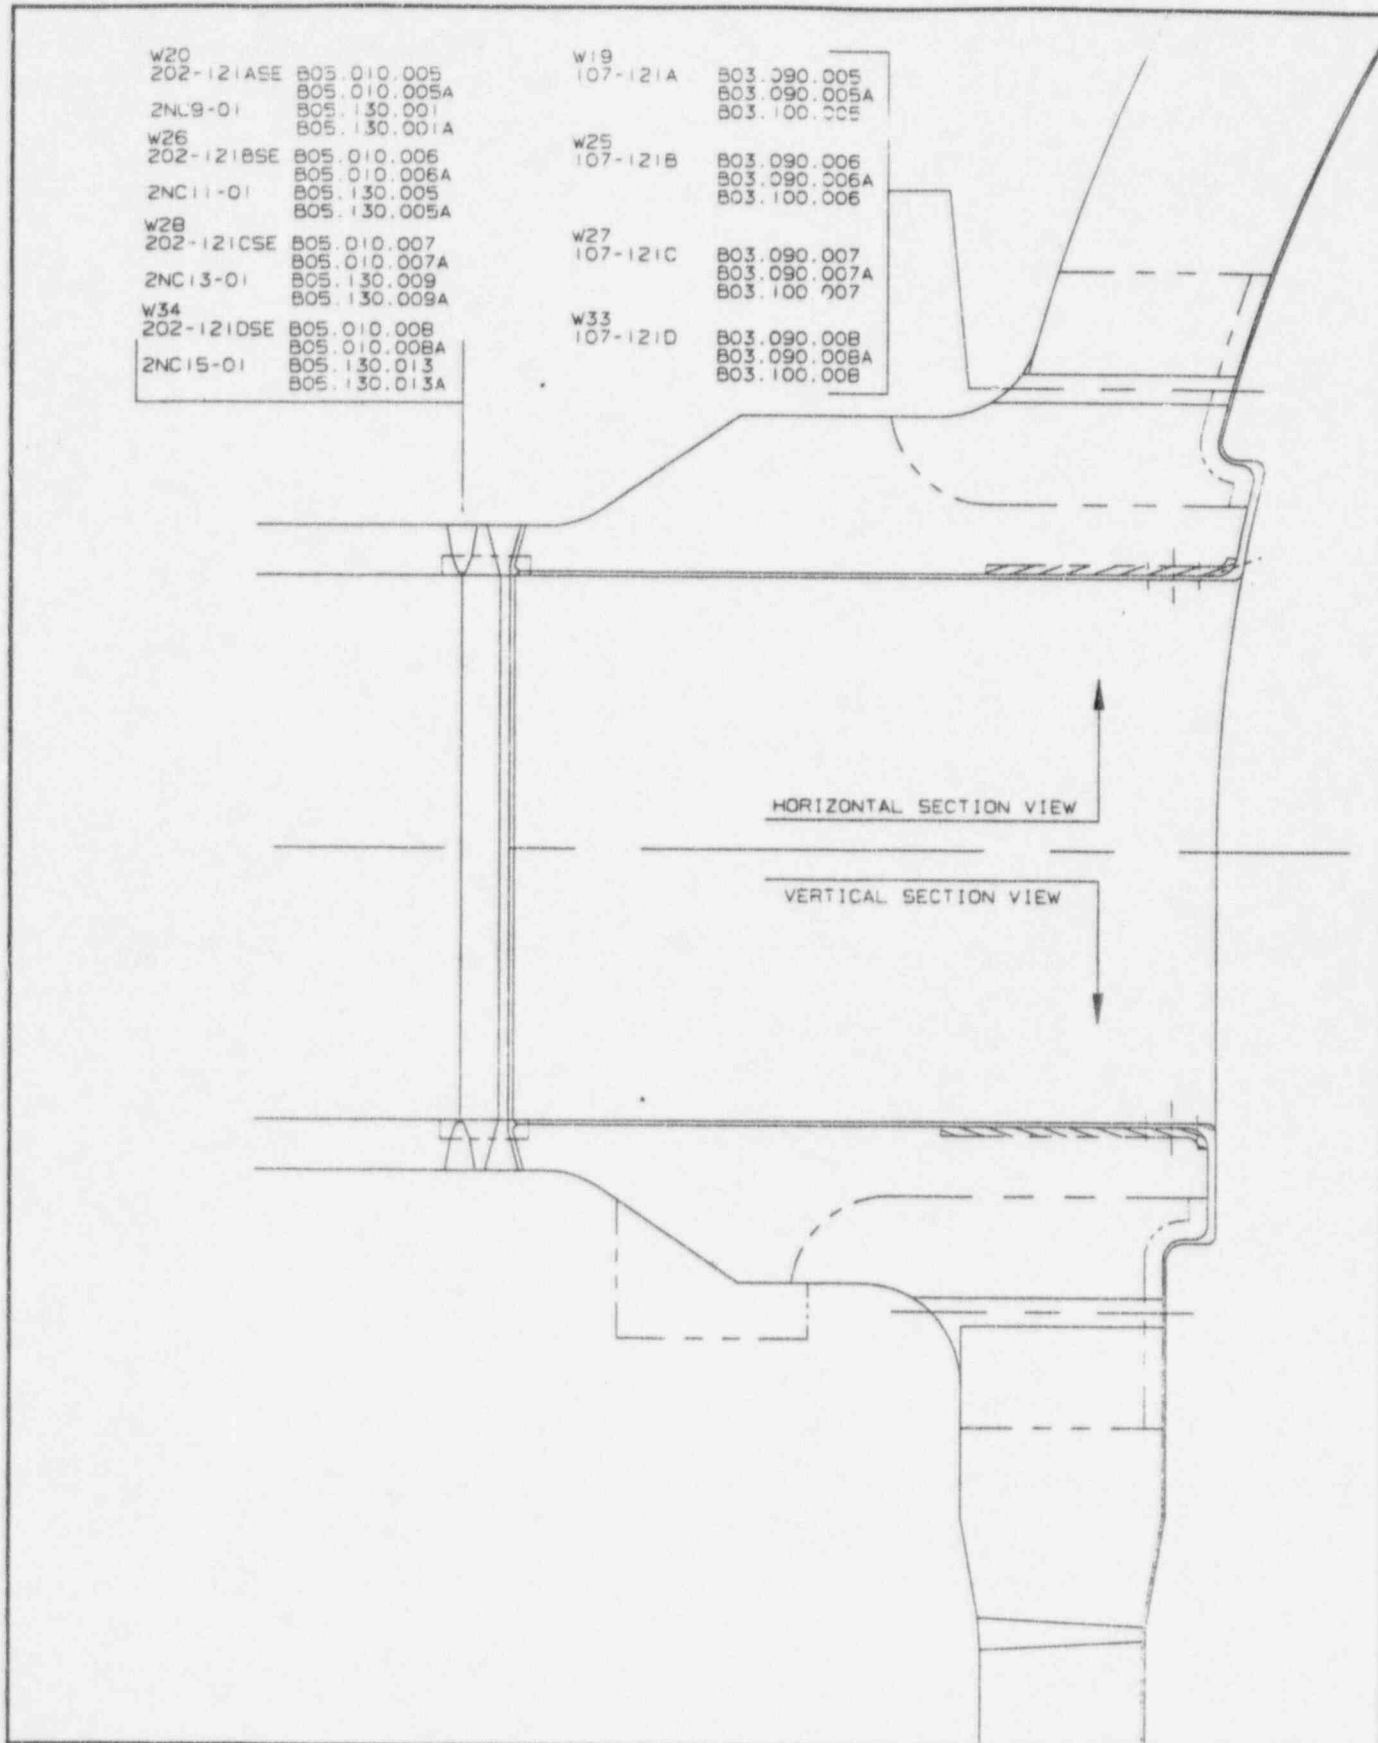 W20
202-121ASE B05.010.005
B05.010.005A
2NC9-01 B05.130.001
B05.130.001A
W26
202-121BSE B05.010.006
B05.010.006A
2NC11-01 B05.130.005
B05.130.005A
W28
202-121CSE B05.010.007
B05.010.007A
2NC13-01 B05.130.009
B05.130.009A
W34
202-121DSE B05.010.008
B05.010.008A
2NC15-01 B05.130.013
B05.130.013A
W19
107-121A B03.090.005
B03.090.005A
B03.100.005
W25
107-121B B03.090.006
B03.090.006A
B03.100.006
W27
107-121C B03.090.007
B03.090.007A
B03.100.007
W33
107-121D B03.090.008
B03.090.008A
B03.100.008
HORIZONTAL SECTION VIEW
VERTICAL SECTION VIEW